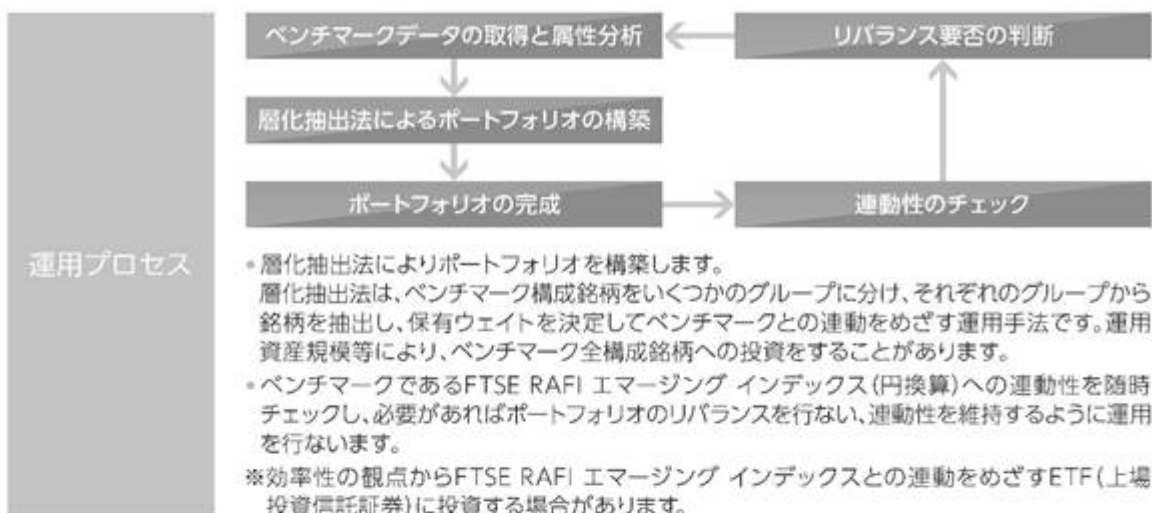 運用プロセス
ベンチマークデータの取得と属性分析
リバランス要否の判断
層化抽出法によるポートフォリオの構築
ポートフォリオの完成
連動性のチェック
•層化抽出法によりポートフォリオを構築します。
層化抽出法は、ベンチマーク構成銘柄をいくつかのグループに分け、それぞれのグループから
銘柄を抽出し、保有ウェイトを決定してベンチマークとの連動をめざす運用手法です。運用
資産規模等により、ベンチマーク全構成銘柄への投資をすることがあります。
•ベンチマークであるFTSE RAFI エマージング インデックス(円換算)への連動性を随時
チェックし、必要があればポートフォリオのリバランスを行ない、連動性を維持するように運用
を行ないます。
※効率性の観点からFTSE RAFI エマージング インデックスとの連動をめざすETF(上場
投資信託証券)に投資する場合があります。